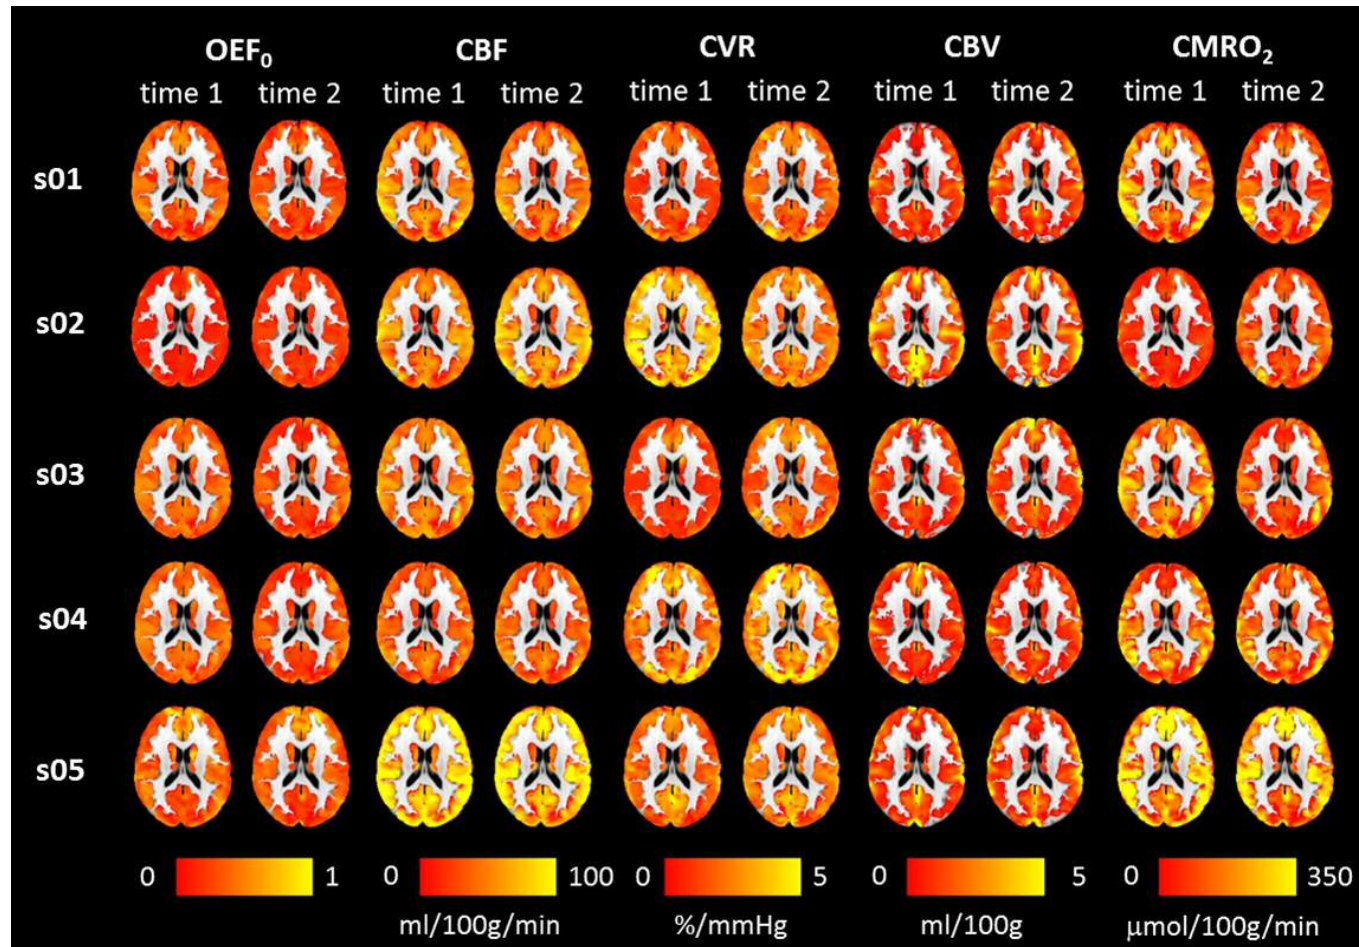 OEF₀ CBF CVR CBV CMRO₂
time 1 time 2 time 1 time 2 time 1 time 2 time 1 time 2 time 1 time 2
s01
s02
s03
s04
s05
0 1 0 100 0 5 0 5 0 350
ml/100g/min %/mmHg ml/100g μmol/100g/min